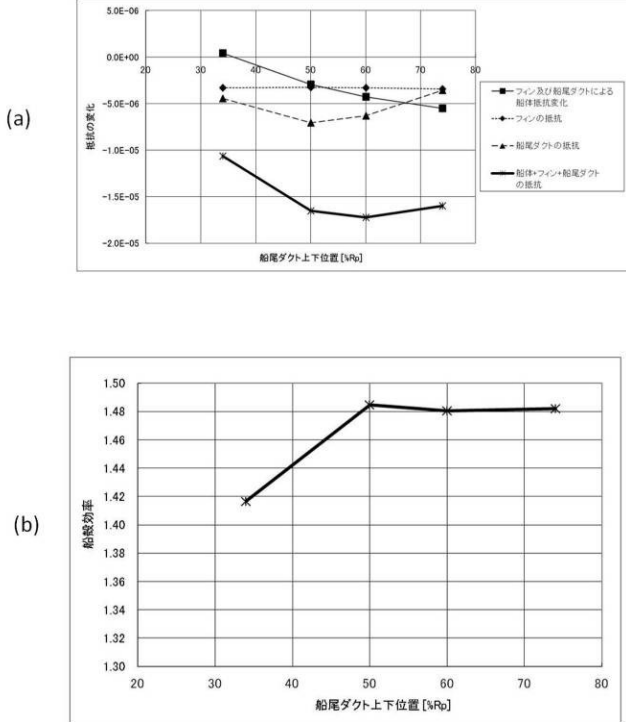 (a)
抵抗の変化
5.0E-06
0.0E+00
-5.0E-06
-1.0E-05
-1.5E-05
-2.0E-05
20 30 40 50 60 70 80
船尾ダクト上下位置[%Rp]
フィン及び船尾ダクトによる
船体抵抗変化
フィンの抵抗
船尾ダクトの抵抗
船体+フィン+船尾ダクト
の抵抗
(b)
船殻効率
1.50
1.48
1.46
1.44
1.42
1.40
1.38
1.36
1.34
1.32
1.30
20 30 40 50 60 70 80
船尾ダクト上下位置[%Rp]